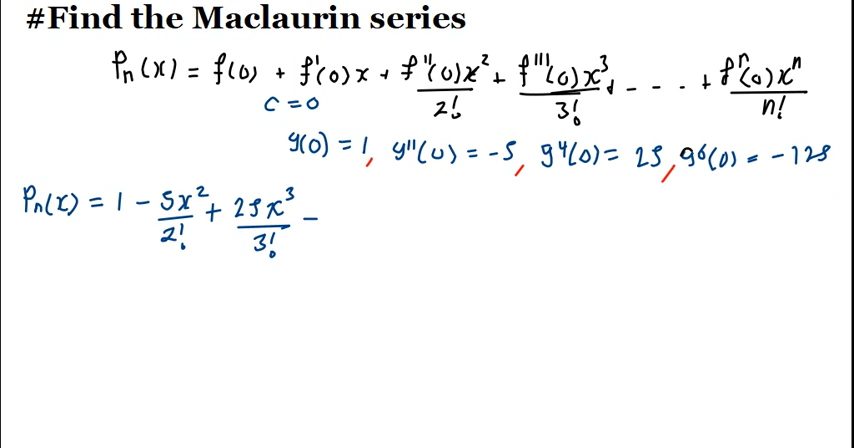 #Find the Maclaurin series
Pn(x) = f(0) + f'(0)x + f''(0)x²/2! + f'''(0)x³/3! + - - - + fⁿ(0)xⁿ/n!
C = 0
y(0) = 1, y''(0) = -5, y⁴(0) = 25, y⁶(0) = -125
Pn(x) = 1 - 5x²/2! + 25x³/3! -